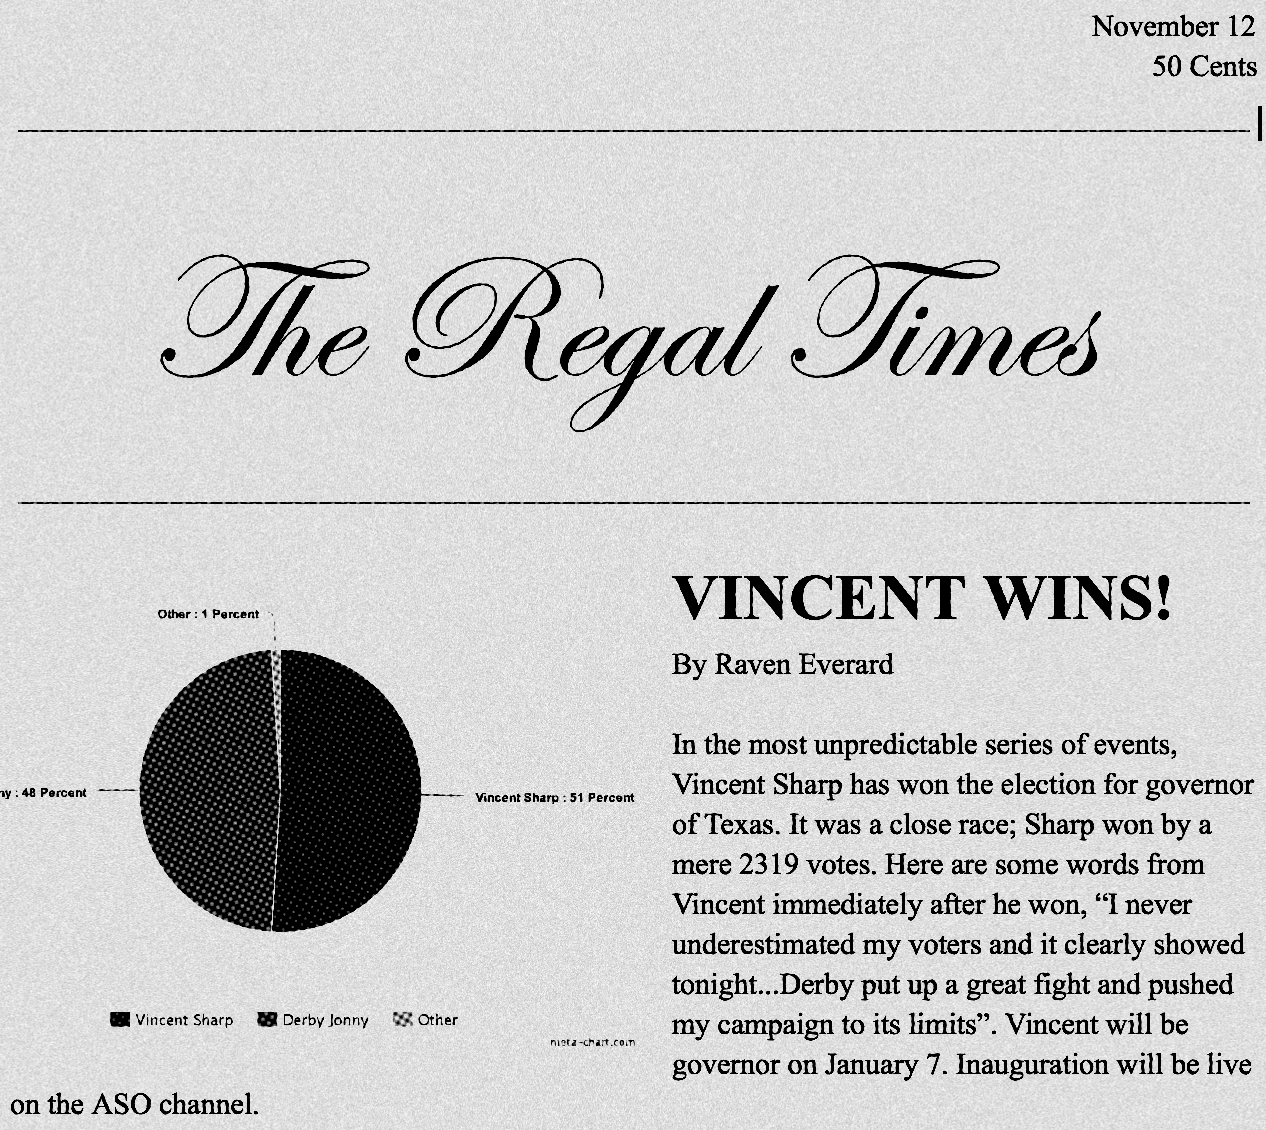 November 12
50 Cents
The Regal Times
VINCENT WINS!
By Raven Everard
In the most unpredictable series of events,
Vincent Sharp has won the election for governor
of Texas. It was a close race; Sharp won by a
mere 2319 votes. Here are some words from
Vincent immediately after he won, “I never
underestimated my voters and it clearly showed
tonight...Derby put up a great fight and pushed
my campaign to its limits”. Vincent will be
governor on January 7. Inauguration will be live
on the ASO channel.
Other : 1 Percent
ny : 48 Percent
Vincent Sharp : 51 Percent
Vincent Sharp Derby Jonny Other
meta-chart.com